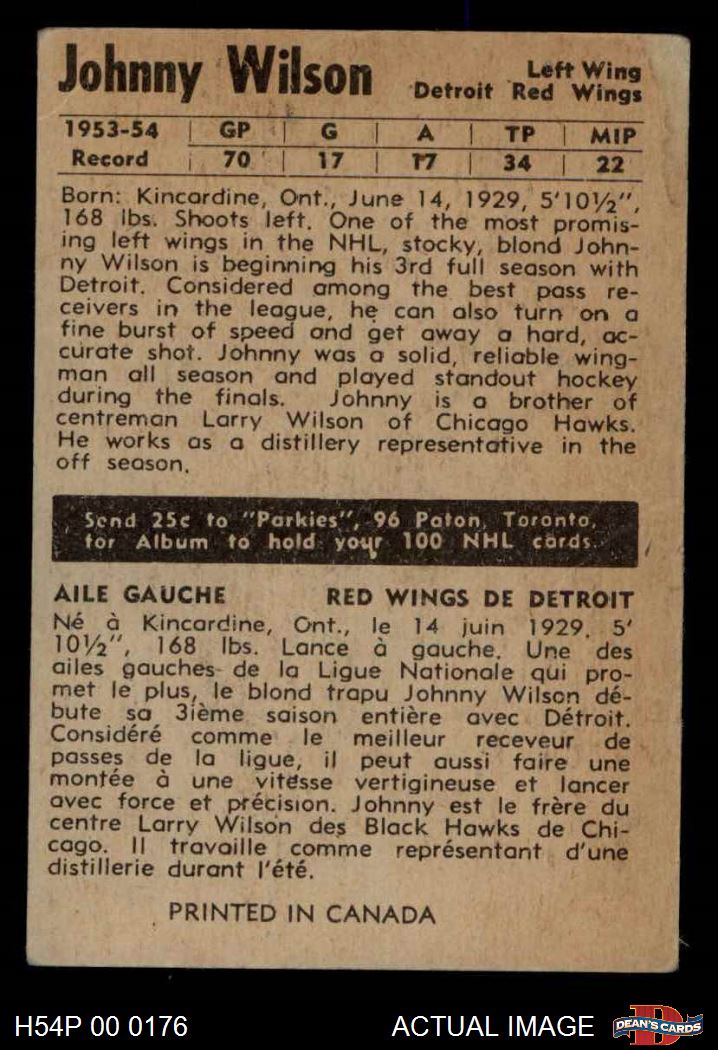 Johnny Wilson
Left Wing
Detroit Red Wings
1953-54 | GP | G | A | TP | MIP
Record | 70 | 17 | 17 | 34 | 22
Born: Kincardine, Ont., June 14, 1929, 5'10½",
168 lbs. Shoots left. One of the most promis-
ing left wings in the NHL, stocky, blond John-
ny Wilson is beginning his 3rd full season with
Detroit. Considered among the best pass re-
ceivers in the league, he can also turn on a
fine burst of speed and get away a hard, ac-
curate shot. Johnny was a solid, reliable wing-
man all season and played standout hockey
during the finals. Johnny is a brother of
centreman Larry Wilson of Chicago Hawks.
He works as a distillery representative in the
off season.
Send 25c to "Parkies", 96 Paton, Toronto,
for Album to hold your 100 NHL cards.
AILE GAUCHE RED WINGS DE DETROIT
Né à Kincardine, Ont., le 14 juin 1929. 5'
10½", 168 lbs. Lance à gauche. Une des
ailes gauches de la Ligue Nationale qui pro-
met le plus, le blond trapu Johnny Wilson dé-
bute sa 3ième saison entière avec Détroit.
Considéré comme le meilleur receveur de
passes de la ligue, il peut aussi faire une
montée à une vitesse vertigineuse et lancer
avec force et précision. Johnny est le frère du
centre Larry Wilson des Black Hawks de Chi-
cago. Il travaille comme représentant d'une
distillerie durant l'été.
PRINTED IN CANADA
H54P 00 0176 ACTUAL IMAGE DEAN'S CARDS